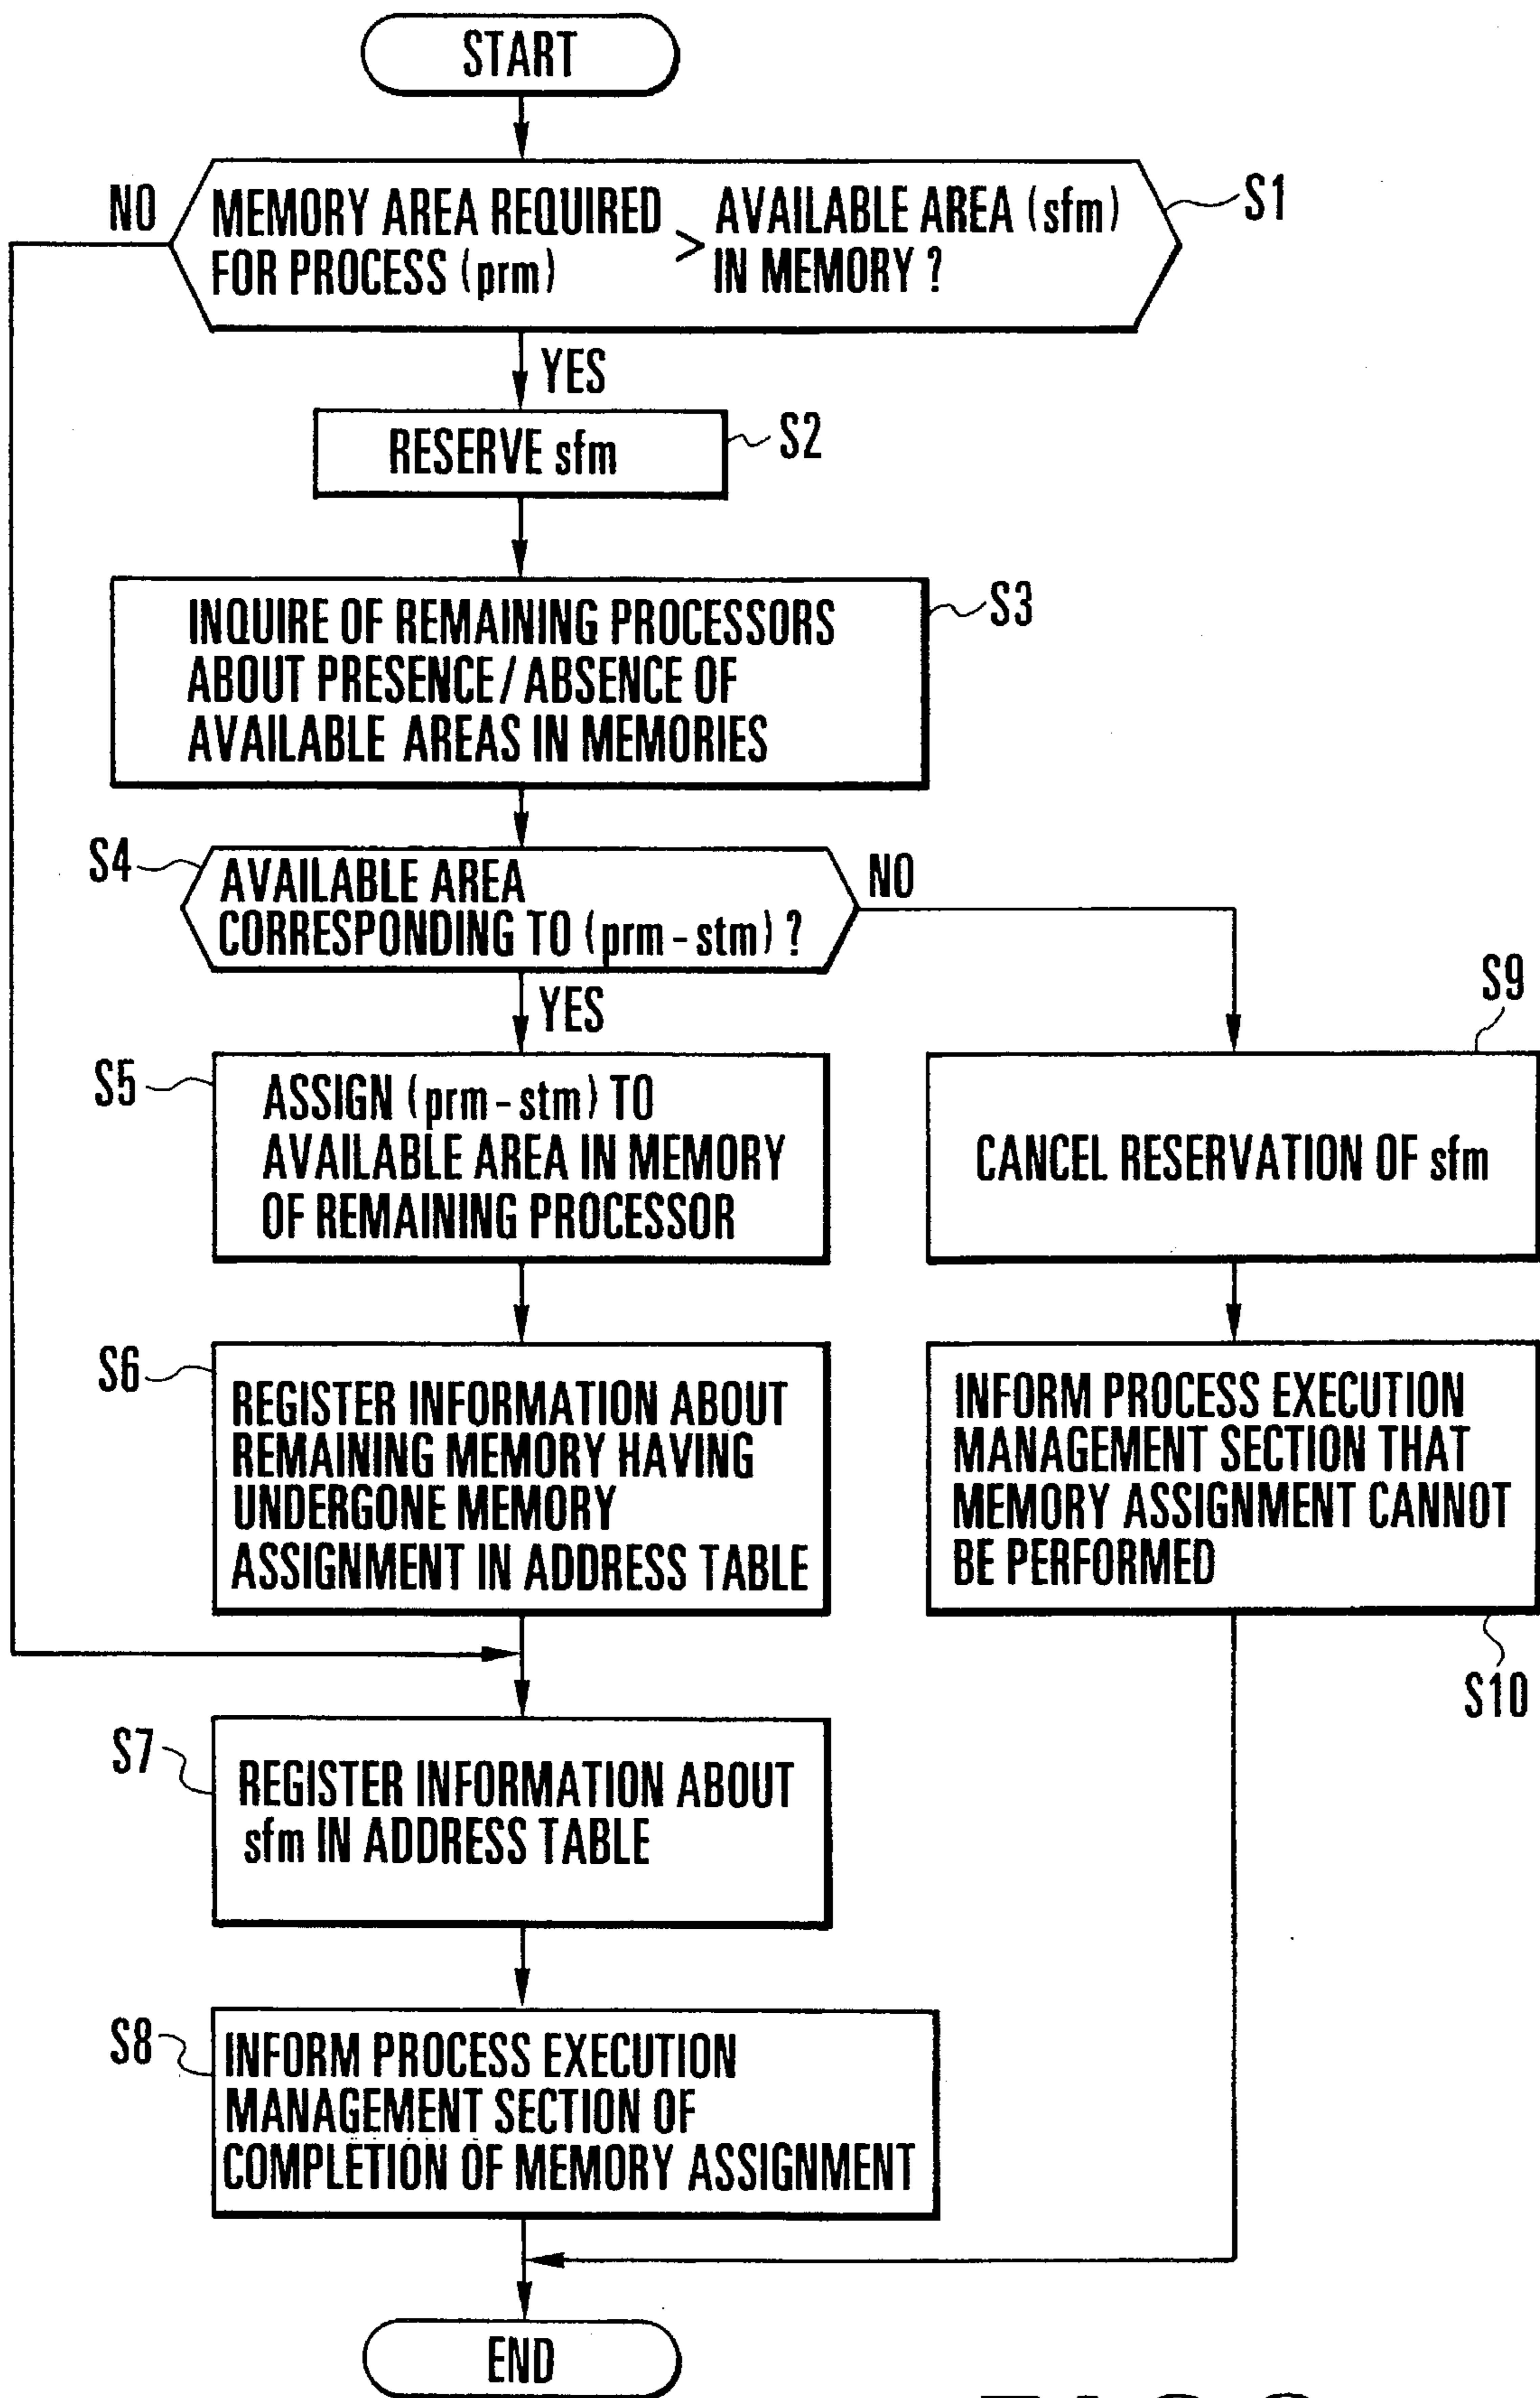 START
NO
MEMORY AREA REQUIRED
FOR PROCESS (prm)
>
AVAILABLE AREA (sfm)
IN MEMORY ?
S1
YES
RESERVE sfm
S2
INQUIRE OF REMAINING PROCESSORS
ABOUT PRESENCE / ABSENCE OF
AVAILABLE AREAS IN MEMORIES
S3
S4
AVAILABLE AREA
CORRESPONDING TO (prm - stm) ?
NO
YES
S5
ASSIGN (prm - stm) TO
AVAILABLE AREA IN MEMORY
OF REMAINING PROCESSOR
S9
CANCEL RESERVATION OF sfm
S6
REGISTER INFORMATION ABOUT
REMAINING MEMORY HAVING
UNDERGONE MEMORY
ASSIGNMENT IN ADDRESS TABLE
INFORM PROCESS EXECUTION
MANAGEMENT SECTION THAT
MEMORY ASSIGNMENT CANNOT
BE PERFORMED
S10
S7
REGISTER INFORMATION ABOUT
sfm IN ADDRESS TABLE
S8
INFORM PROCESS EXECUTION
MANAGEMENT SECTION OF
COMPLETION OF MEMORY ASSIGNMENT
END